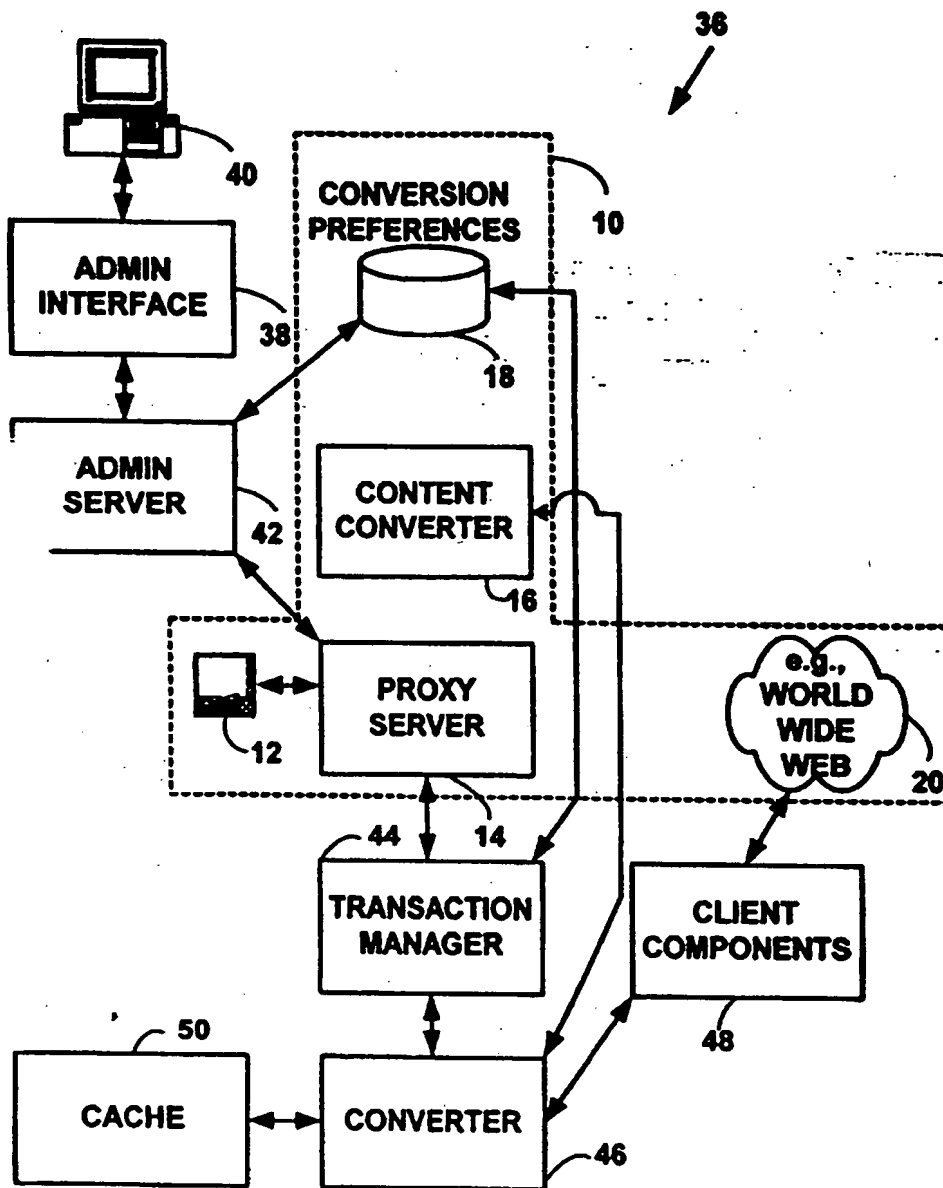 36
40
CONVERSION
PREFERENCES
10
ADMIN
INTERFACE
38
18
ADMIN
SERVER
42
CONTENT
CONVERTER
16
e.g.,
WORLD
WIDE
WEB
20
PROXY
SERVER
12
14
44
TRANSACTION
MANAGER
CLIENT
COMPONENTS
48
50
CACHE
CONVERTER
46